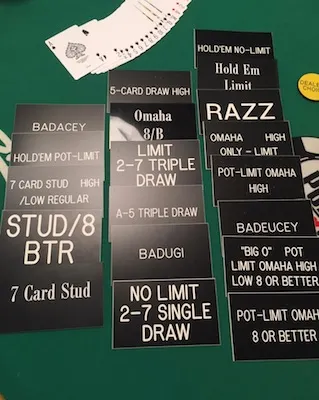 BADACEY
HOLD'EM POT-LIMIT
7 CARD STUD HIGH
/LOW REGULAR
STUD/8
BTR
7 Card Stud
5-CARD DRAW HIGH
Omaha
8/B
LIMIT
2-7 TRIPLE
DRAW
A-5 TRIPLE DRAW
BADUGI
NO LIMIT
2-7 SINGLE
DRAW
HOLD'EM NO-LIMIT
Hold Em
Limit
RAZZ
OMAHA HIGH
ONLY - LIMIT
POT-LIMIT OMAHA
HIGH
BADEUCEY
"BIG O" POT
LIMIT OMAHA HIGH
LOW 8 OR BETTER
POT-LIMIT OMAH
8 OR BETTER
DEALE
CHOI